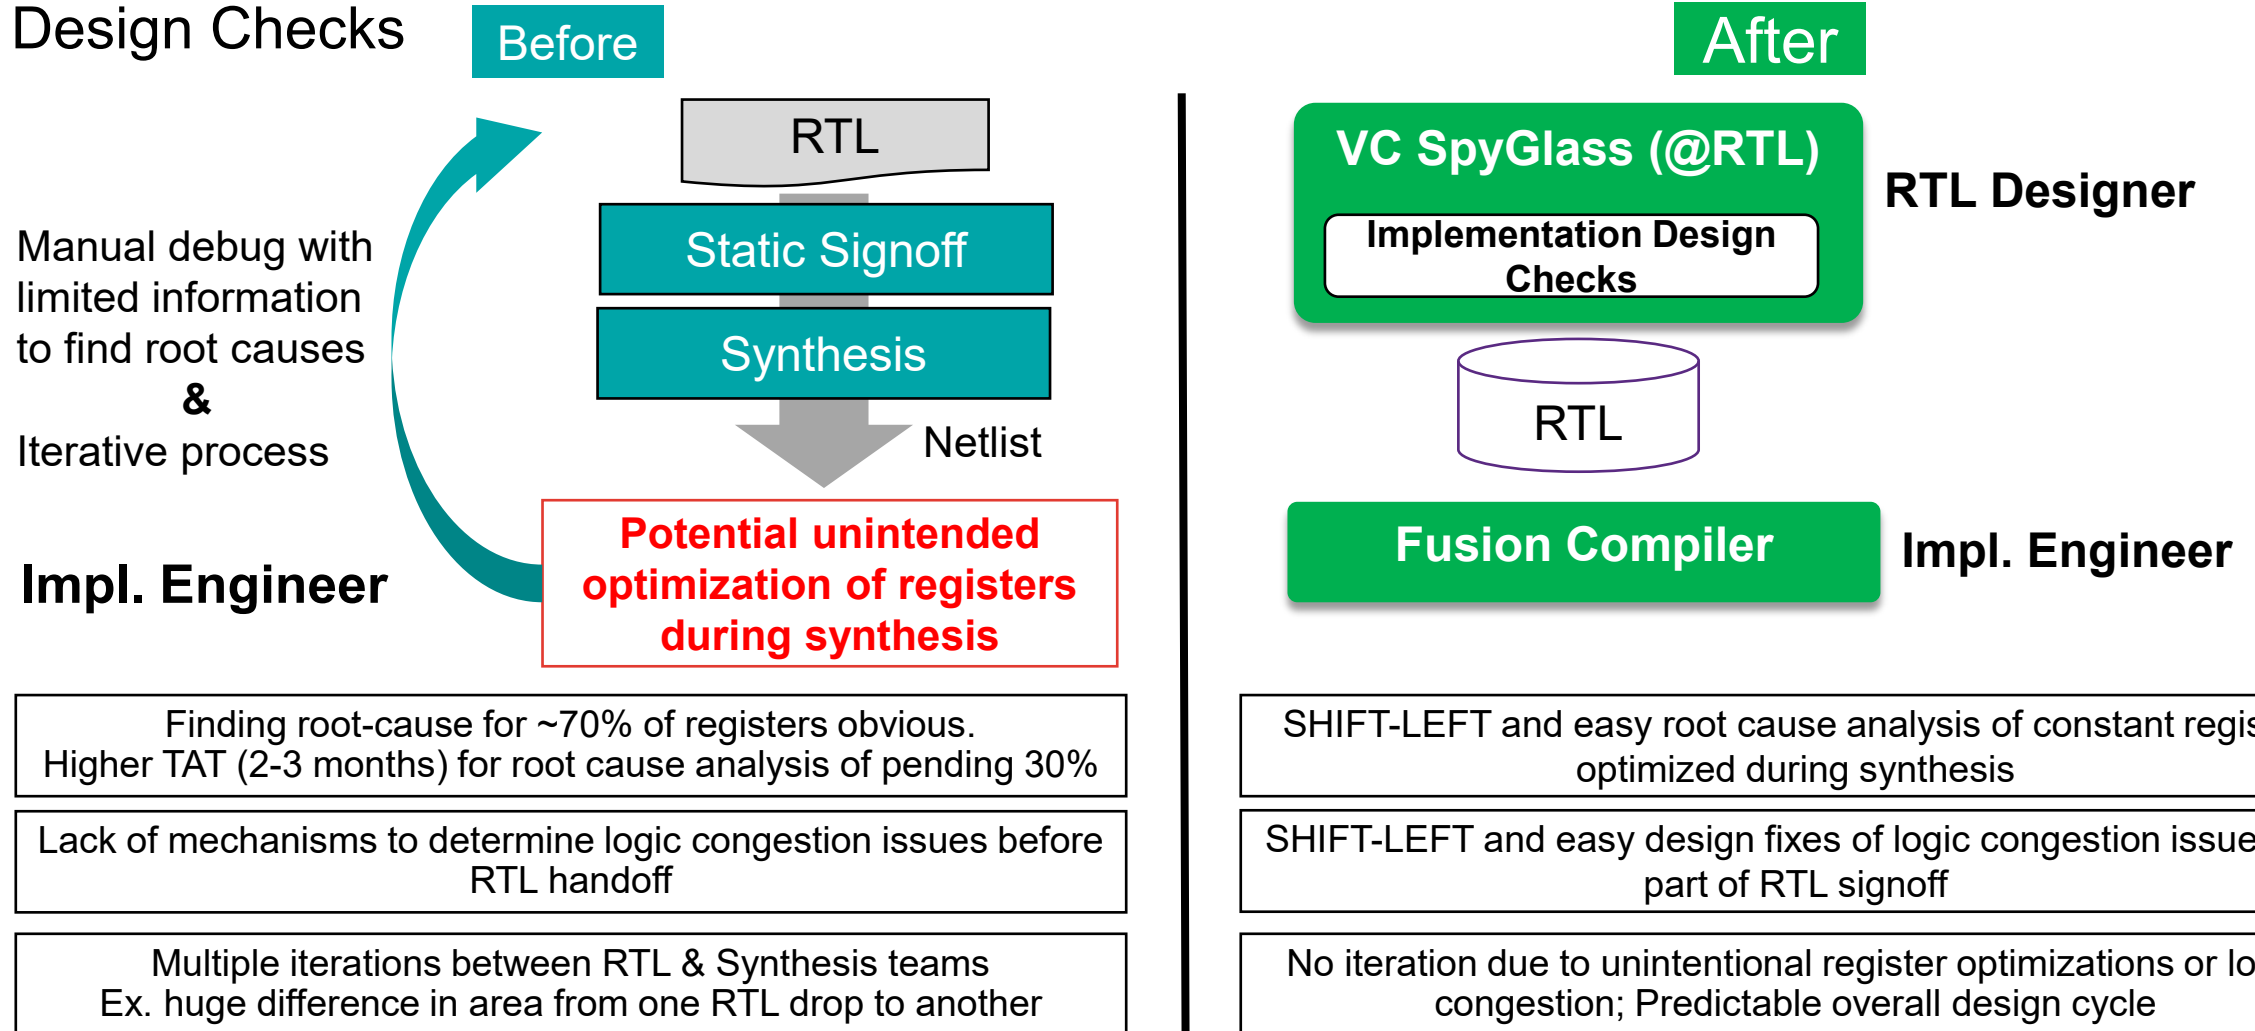 Design Checks
Before
Manual debug with
limited information
to find root causes
&
Iterative process
Impl. Engineer
RTL
Static Signoff
Synthesis
Netlist
Potential unintended
optimization of registers
during synthesis
Finding root-cause for ~70% of registers obvious.
Higher TAT (2-3 months) for root cause analysis of pending 30%
Lack of mechanisms to determine logic congestion issues before
RTL handoff
Multiple iterations between RTL & Synthesis teams
Ex. huge difference in area from one RTL drop to another
After
VC SpyGlass (@RTL)
Implementation Design
Checks
RTL Designer
RTL
Fusion Compiler
Impl. Engineer
SHIFT-LEFT and easy root cause analysis of constant
optimized during synthesis
SHIFT-LEFT and easy design fixes of logic congestion issue
part of RTL signoff
No iteration due to unintentional register optimizations or
congestion; Predictable overall design cycle